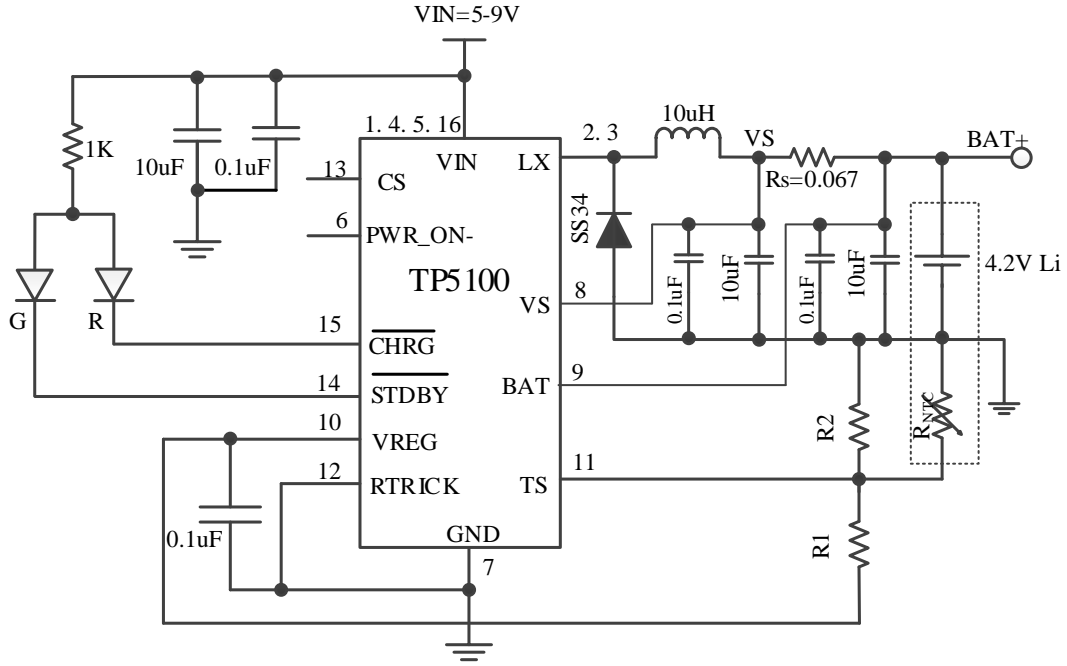 VIN=5-9V
1K
10uF
0.1uF
1. 4. 5. 16
VIN
LX
2. 3
10uH
VS
Rs=0.067
BAT+
13
CS
6
PWR_ON-
TP5100
SS34
VS
8
0.1uF
10uF
0.1uF
10uF
4.2V Li
G
R
15
CHRG
14
STDBY
BAT
9
10
VREG
12
RTRICK
TS
11
R2
RNTC
0.1uF
GND
7
R1